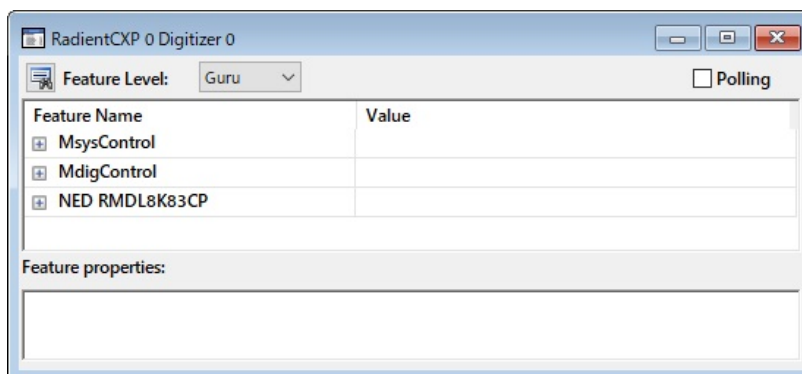 RadientCXP 0 Digitizer 0
Feature Level: Guru Polling
Feature Name Value
MsysControl
MdigControl
NED RMDL8K83CP
Feature properties: